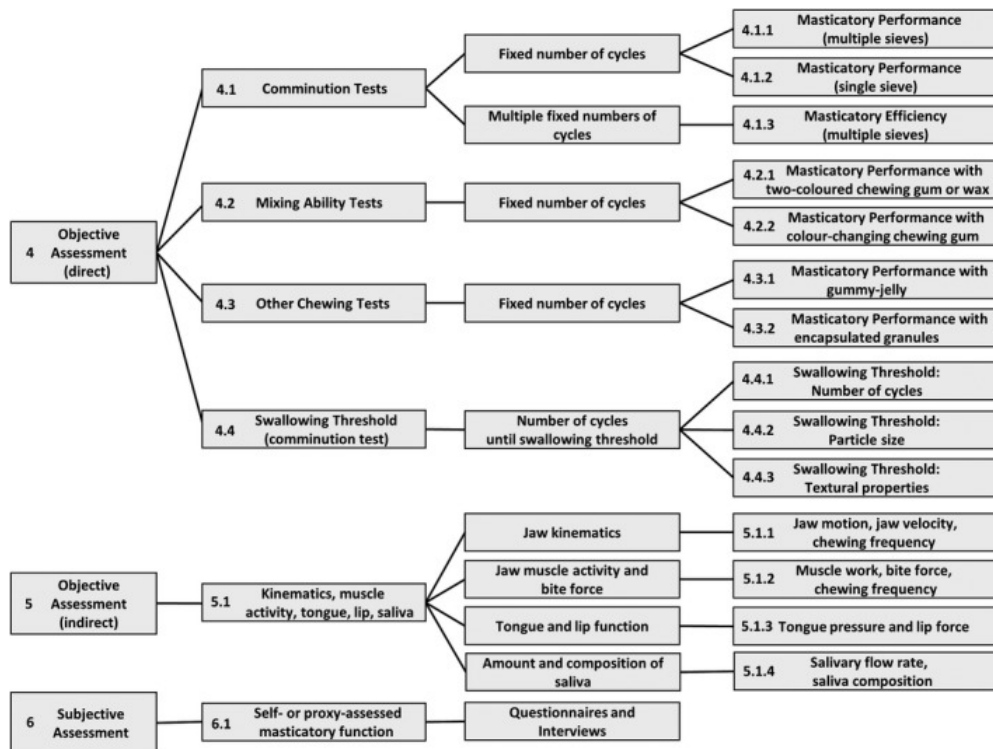 4 Objective
Assessment
(direct)
4.1 Comminution Tests
Fixed number of cycles
4.1.1 Masticatory Performance
(multiple sieves)
4.1.2 Masticatory Performance
(single sieve)
Multiple fixed numbers of
cycles
4.1.3 Masticatory Efficiency
(multiple sieves)
4.2 Mixing Ability Tests
Fixed number of cycles
4.2.1 Masticatory Performance with
two-coloured chewing gum or wax
4.2.2 Masticatory Performance with
colour-changing chewing gum
4.3 Other Chewing Tests
Fixed number of cycles
4.3.1 Masticatory Performance with
gummy-jelly
4.3.2 Masticatory Performance with
encapsulated granules
4.4 Swallowing Threshold
(comminution test)
Number of cycles
until swallowing threshold
4.4.1 Swallowing Threshold:
Number of cycles
4.4.2 Swallowing Threshold:
Particle size
4.4.3 Swallowing Threshold:
Textural properties
5 Objective
Assessment
(indirect)
5.1 Kinematics, muscle
activity, tongue, lip, saliva
Jaw kinematics
5.1.1 Jaw motion, jaw velocity,
chewing frequency
Jaw muscle activity and
bite force
5.1.2 Muscle work, bite force,
chewing frequency
Tongue and lip function
5.1.3 Tongue pressure and lip force
Amount and composition of
saliva
5.1.4 Salivary flow rate,
saliva composition
6 Subjective
Assessment
6.1 Self- or proxy-assessed
masticatory function
Questionnaires and
Interviews